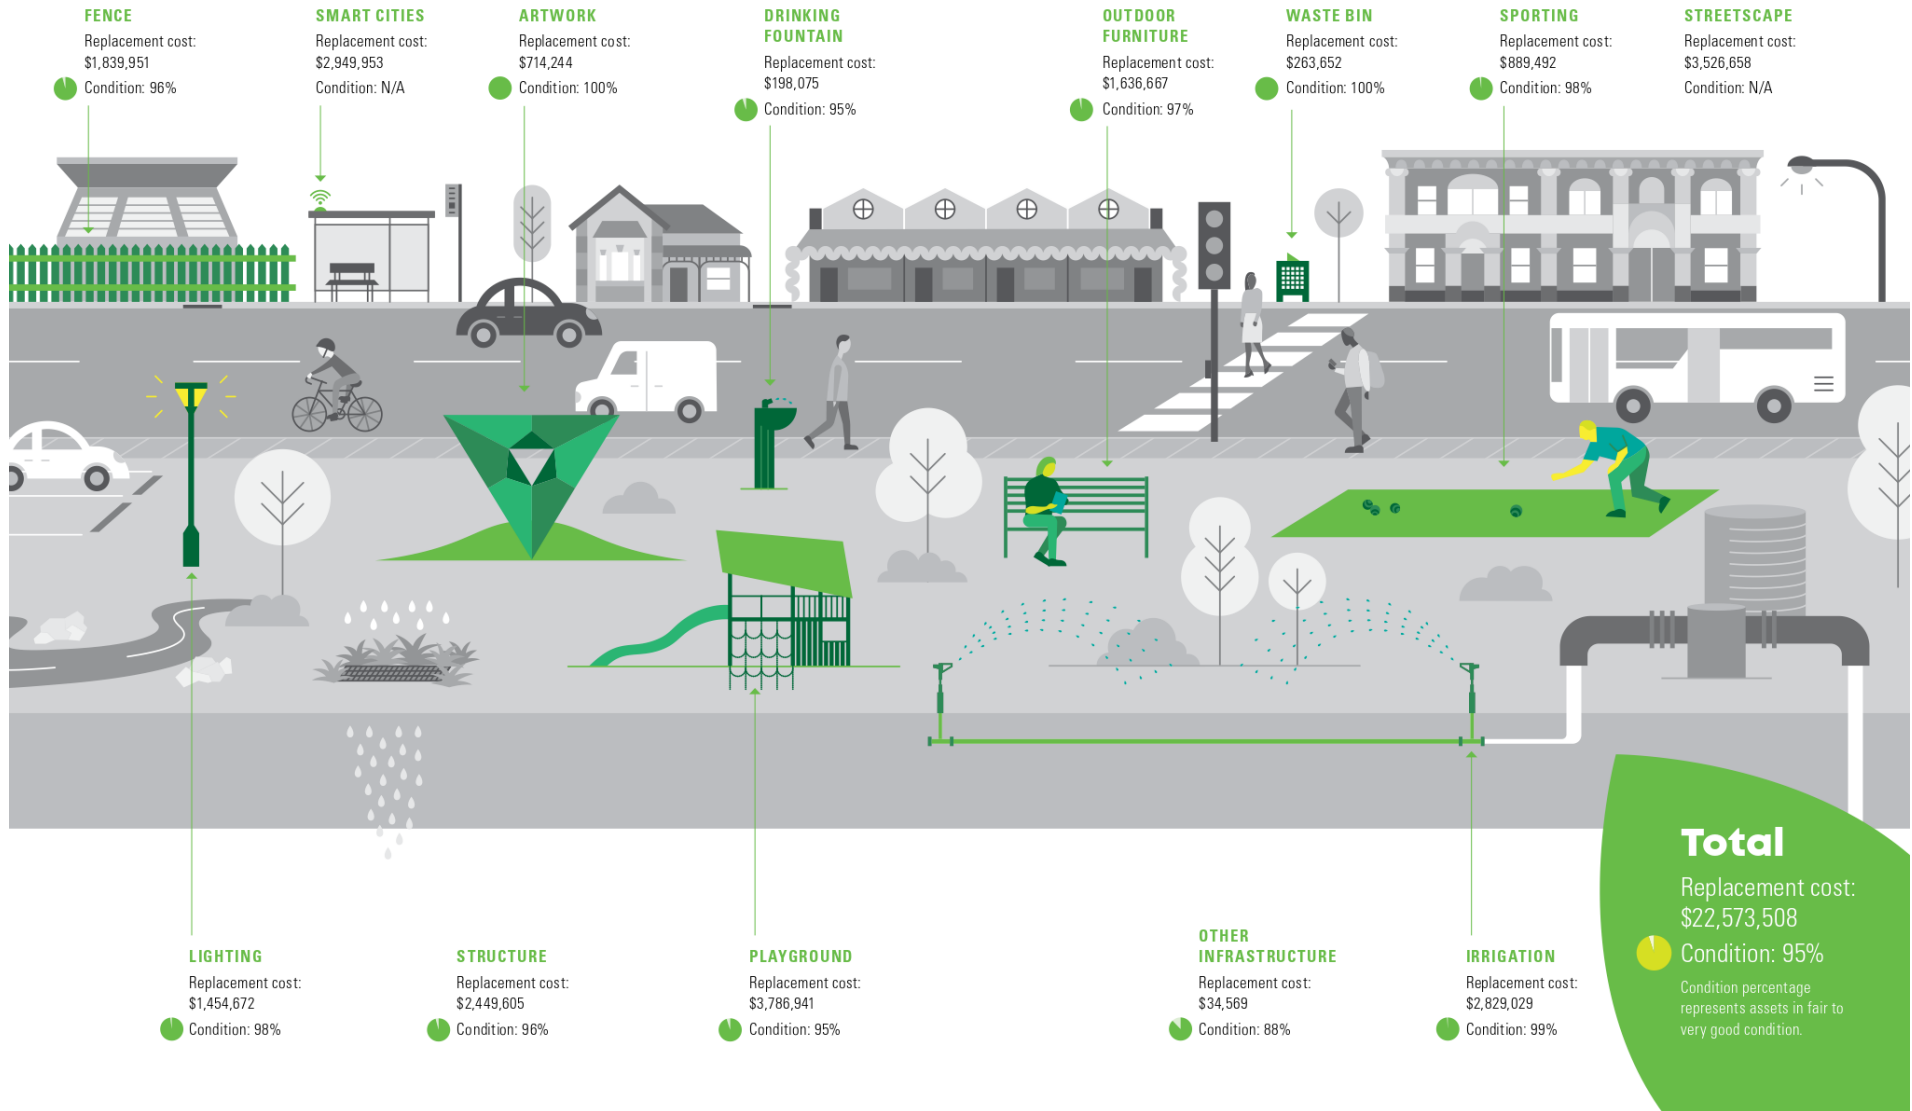 FENCE
Replacement cost:
$1,839,951
Condition: 96%
SMART CITIES
Replacement cost:
$2,949,953
Condition: N/A
ARTWORK
Replacement cost:
$714,244
Condition: 100%
DRINKING
FOUNTAIN
Replacement cost:
$198,075
Condition: 95%
OUTDOOR
FURNITURE
Replacement cost:
$1,636,667
Condition: 97%
WASTE BIN
Replacement cost:
$263,652
Condition: 100%
SPORTING
Replacement cost:
$889,492
Condition: 98%
STREETSCAPE
Replacement cost:
$3,526,658
Condition: N/A
LIGHTING
Replacement cost:
$1,454,672
Condition: 98%
STRUCTURE
Replacement cost:
$2,449,605
Condition: 96%
PLAYGROUND
Replacement cost:
$3,786,941
Condition: 95%
OTHER
INFRASTRUCTURE
Replacement cost:
$34,569
Condition: 88%
IRRIGATION
Replacement cost:
$2,829,029
Condition: 99%
Total
Replacement cost:
$22,573,508
Condition: 95%
Condition percentage
represents assets in fair to
very good condition.